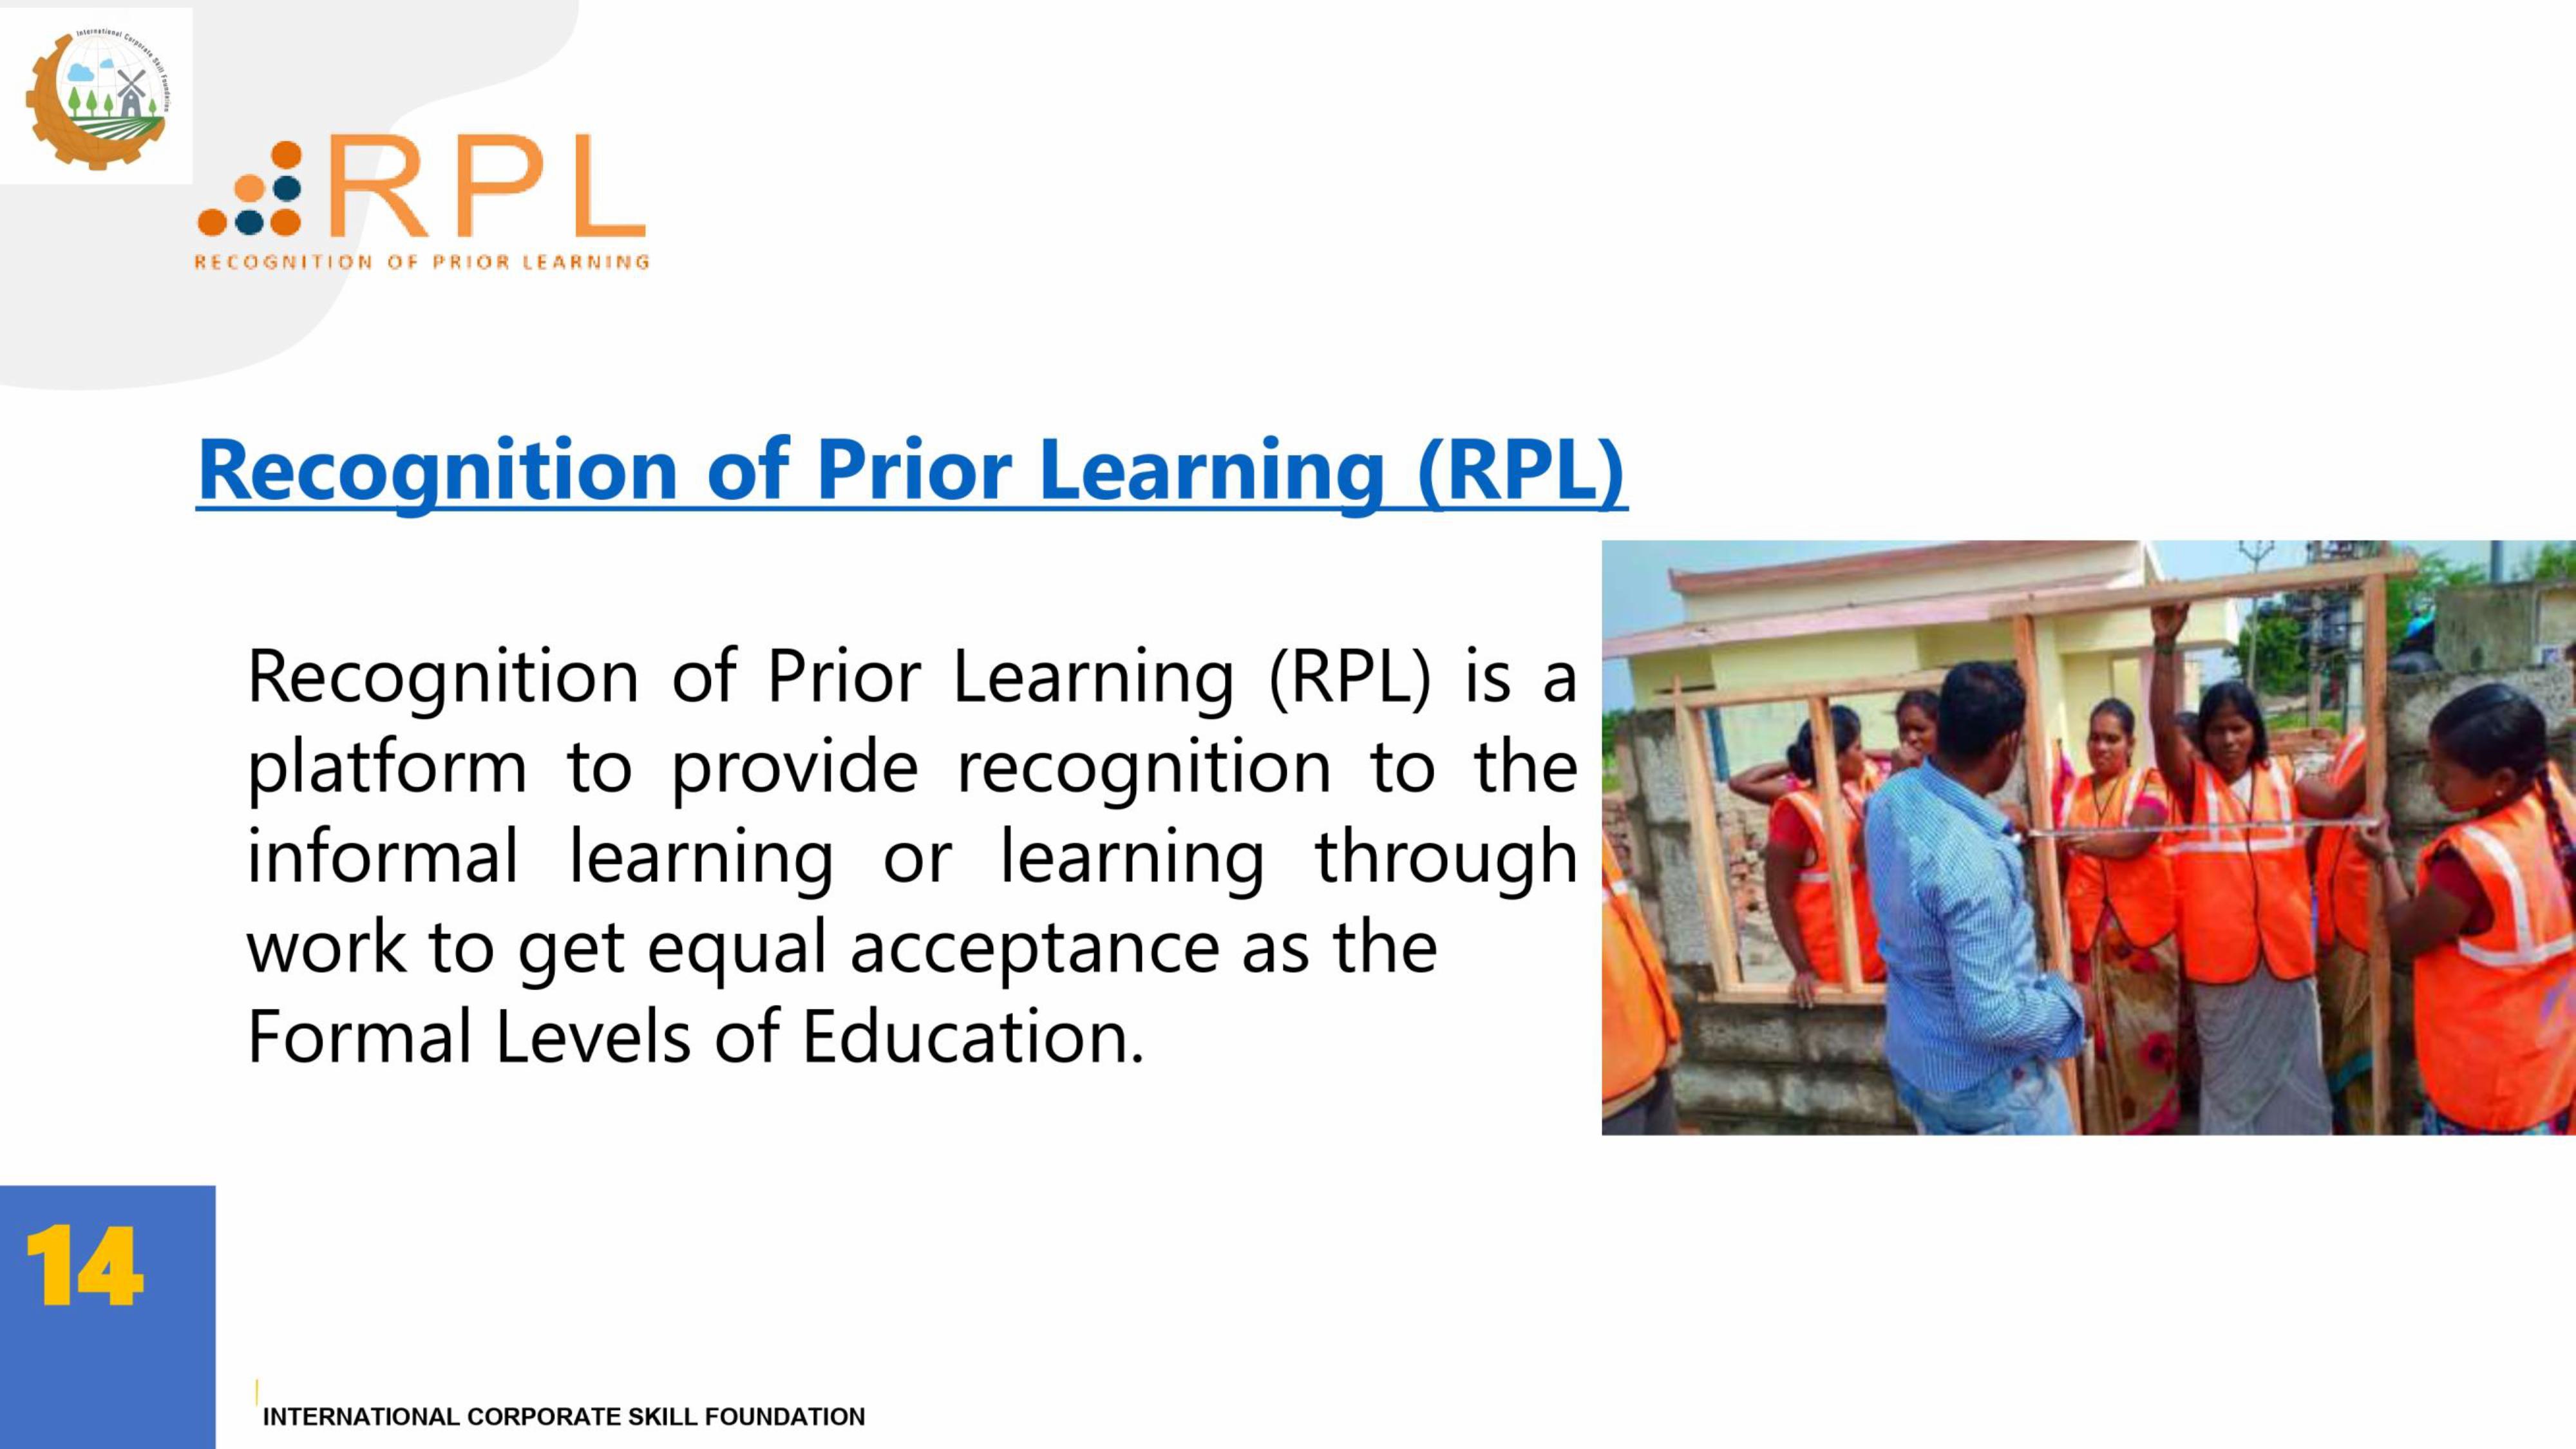 International Corporate Skill Foundation
RPL
RECOGNITION OF PRIOR LEARNING
Recognition of Prior Learning (RPL)
Recognition of Prior Learning (RPL) is a
platform to provide recognition to the
informal learning or learning through
work to get equal acceptance as the
Formal Levels of Education.
14
INTERNATIONAL CORPORATE SKILL FOUNDATION